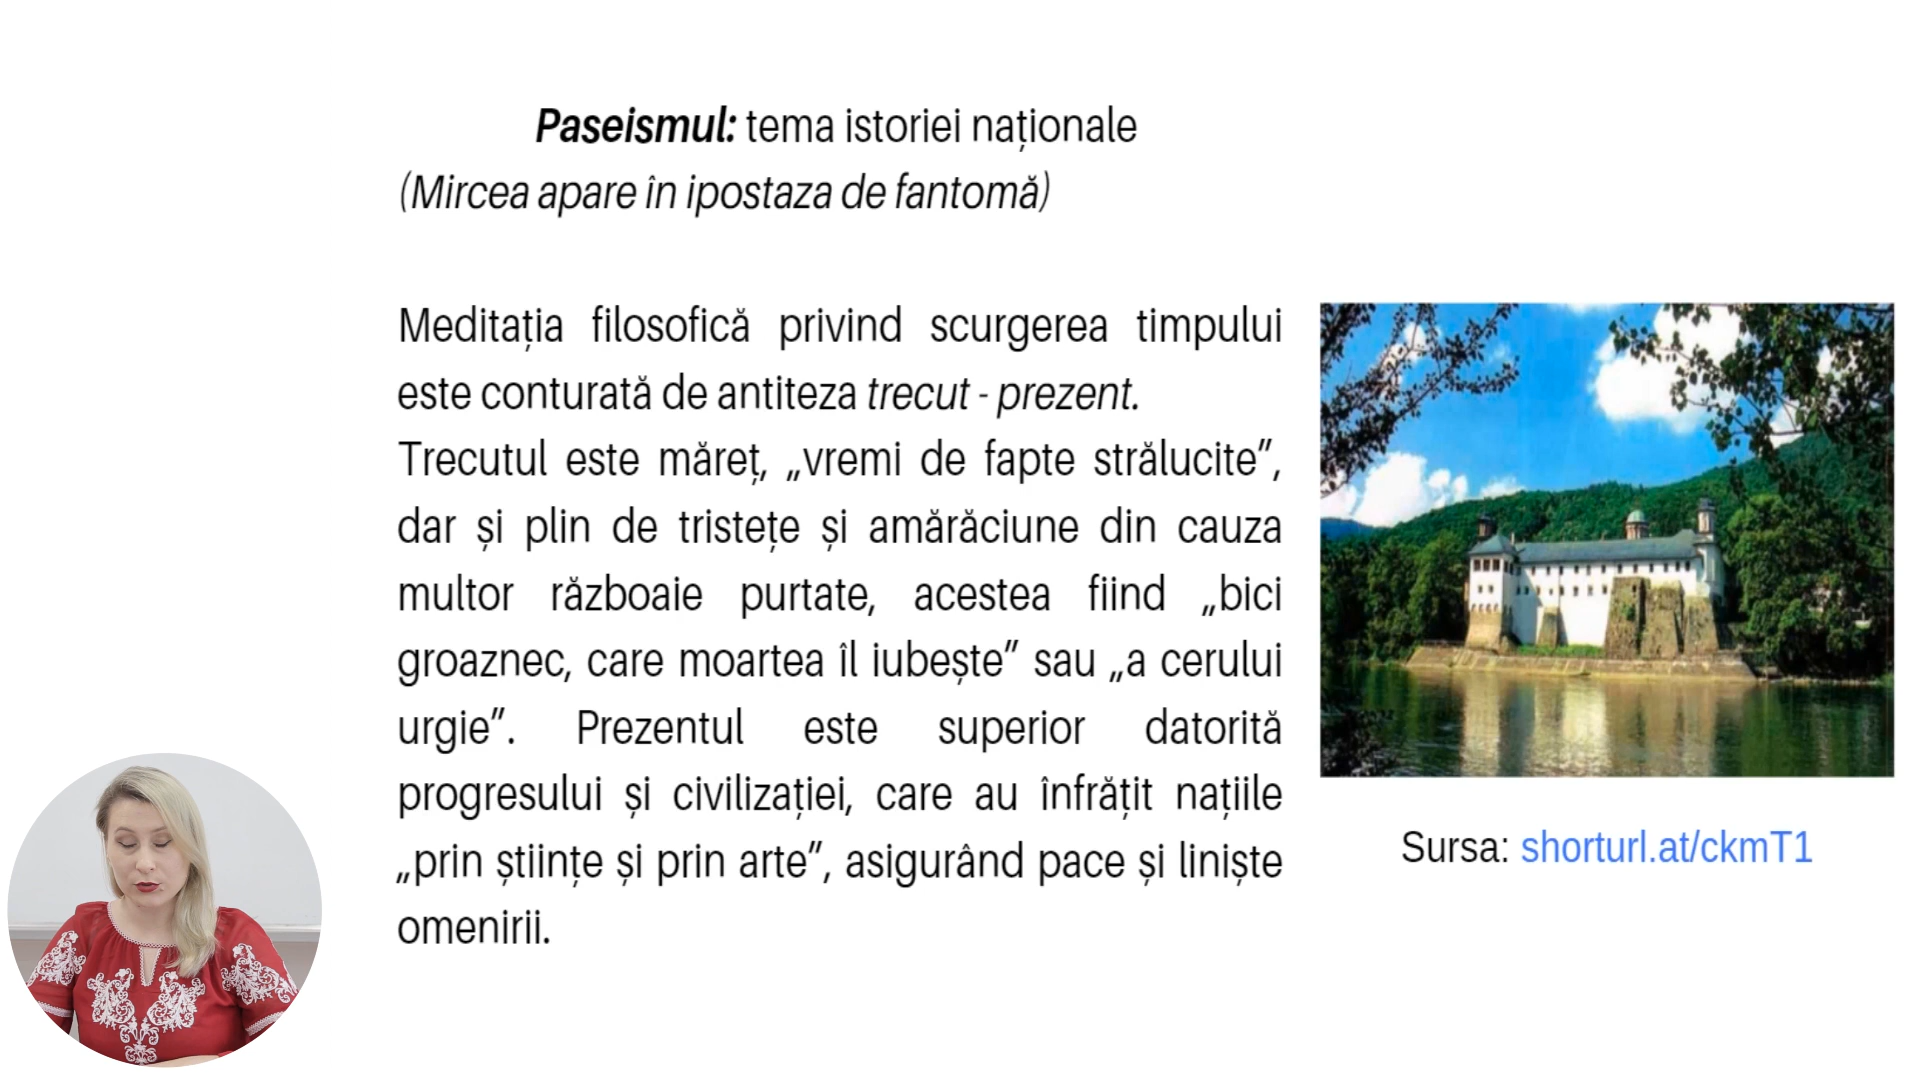 Paseismul: tema istoriei naționale
(Mircea apare în ipostaza de fantomă)
Meditația filosofică privind scurgerea timpului
este conturată de antiteza trecut - prezent.
Trecutul este măreț, „vremi de fapte strălucite”,
dar și plin de tristețe și amărăciune din cauza
multor războaie purtate, acestea fiind „bici
groaznec, care moartea îl iubește” sau „a cerului
urgie”. Prezentul este superior datorită
progresului și civilizației, care au înfrățit națiile
„prin științe și prin arte”, asigurând pace și liniște
omenirii.
Sursa: shorturl.at/ckmT1